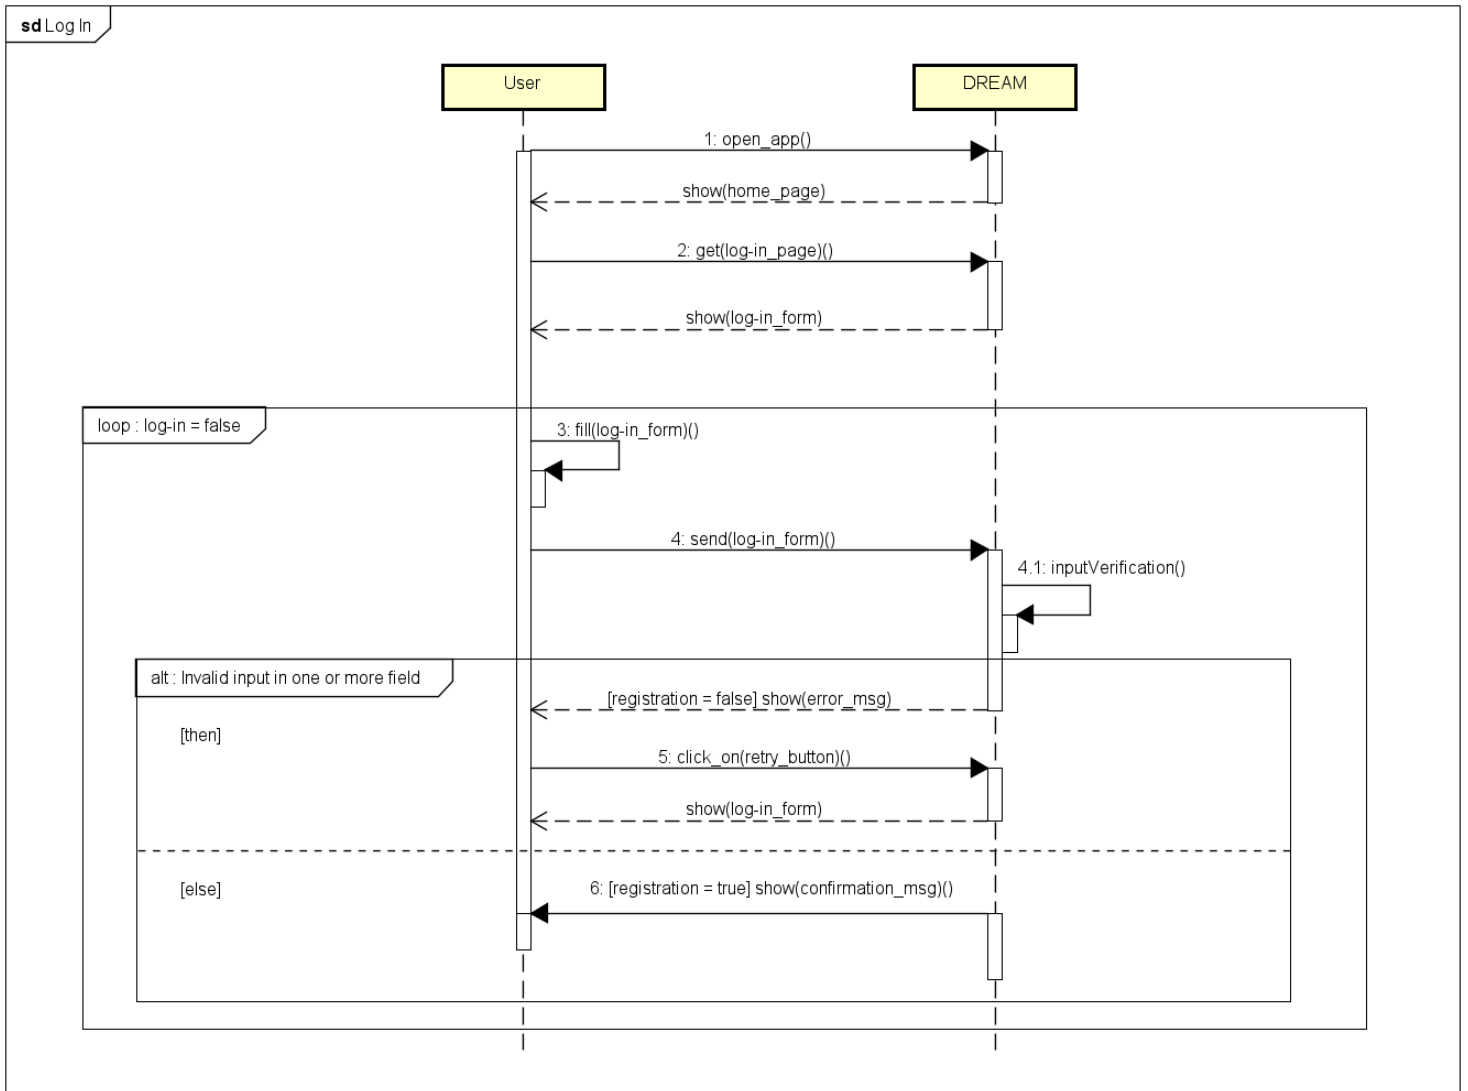 sd Log In
User
DREAM
1: open_app()
show(home_page)
2: get(log-in_page)()
show(log-in_form)
loop : log-in = false
3: fill(log-in_form)()
4: send(log-in_form)()
4.1: inputVerification()
alt : Invalid input in one or more field
[registration = false] show(error_msg)
[then]
5: click_on(retry_button)()
show(log-in_form)
[else]
6: [registration = true] show(confirmation_msg)()